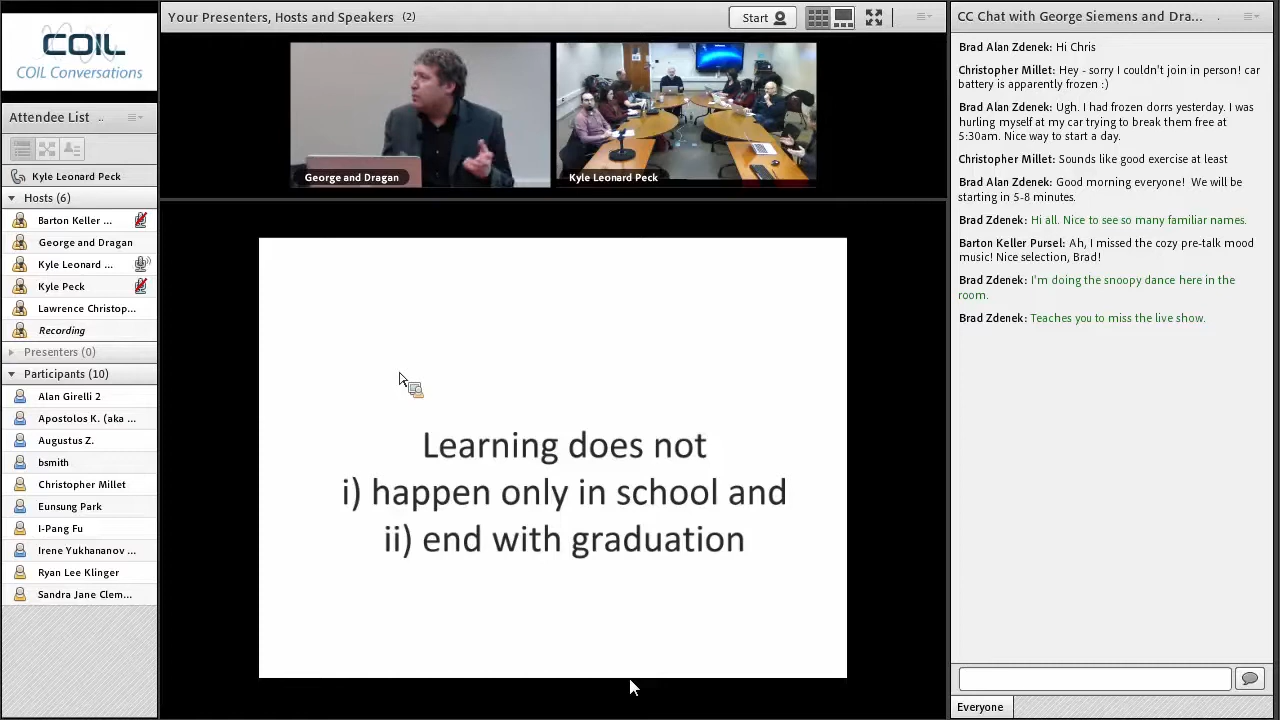 COIL
COIL Conversations
Attendee List
..
Kyle Leonard Peck
Hosts (6)
Barton Keller ...
George and Dragan
Kyle Leonard ...
Kyle Peck
Lawrence Christop...
Recording
Presenters (0)
Participants (10)
Alan Girelli 2
Apostolos K. (aka ...
Augustus Z.
bsmith
Christopher Millet
Eunsung Park
I-Pang Fu
Irene Yukhananov ...
Ryan Lee Klinger
Sandra Jane Clem...
Your Presenters, Hosts and Speakers (2)
Start
George and Dragan
Kyle Leonard Peck
Learning does not
i) happen only in school and
ii) end with graduation
CC Chat with George Siemens and Dra... .
Brad Alan Zdenek: Hi Chris
Christopher Millet: Hey - sorry I couldn't join in person! car
battery is apparently frozen :)
Brad Alan Zdenek: Ugh. I had frozen dorrs yesterday. I was
hurling myself at my car trying to break them free at
5:30am. Nice way to start a day.
Christopher Millet: Sounds like good exercise at least
Brad Alan Zdenek: Good morning everyone! We will be
starting in 5-8 minutes.
Brad Zdenek: Hi all. Nice to see so many familiar names.
Barton Keller Pursel: Ah, I missed the cozy pre-talk mood
music! Nice selection, Brad!
Brad Zdenek: I'm doing the snoopy dance here in the
room.
Brad Zdenek: Teaches you to miss the live show.
Everyone